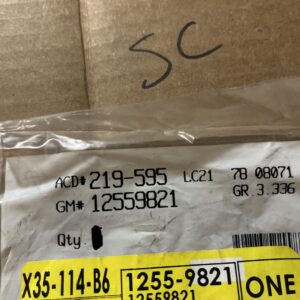 SC
ACD# 219-595 LC21 78 08071
GM# 12559821 GR.3.336
Qty
X35-114-B6 1255-9821 ONE
12559821